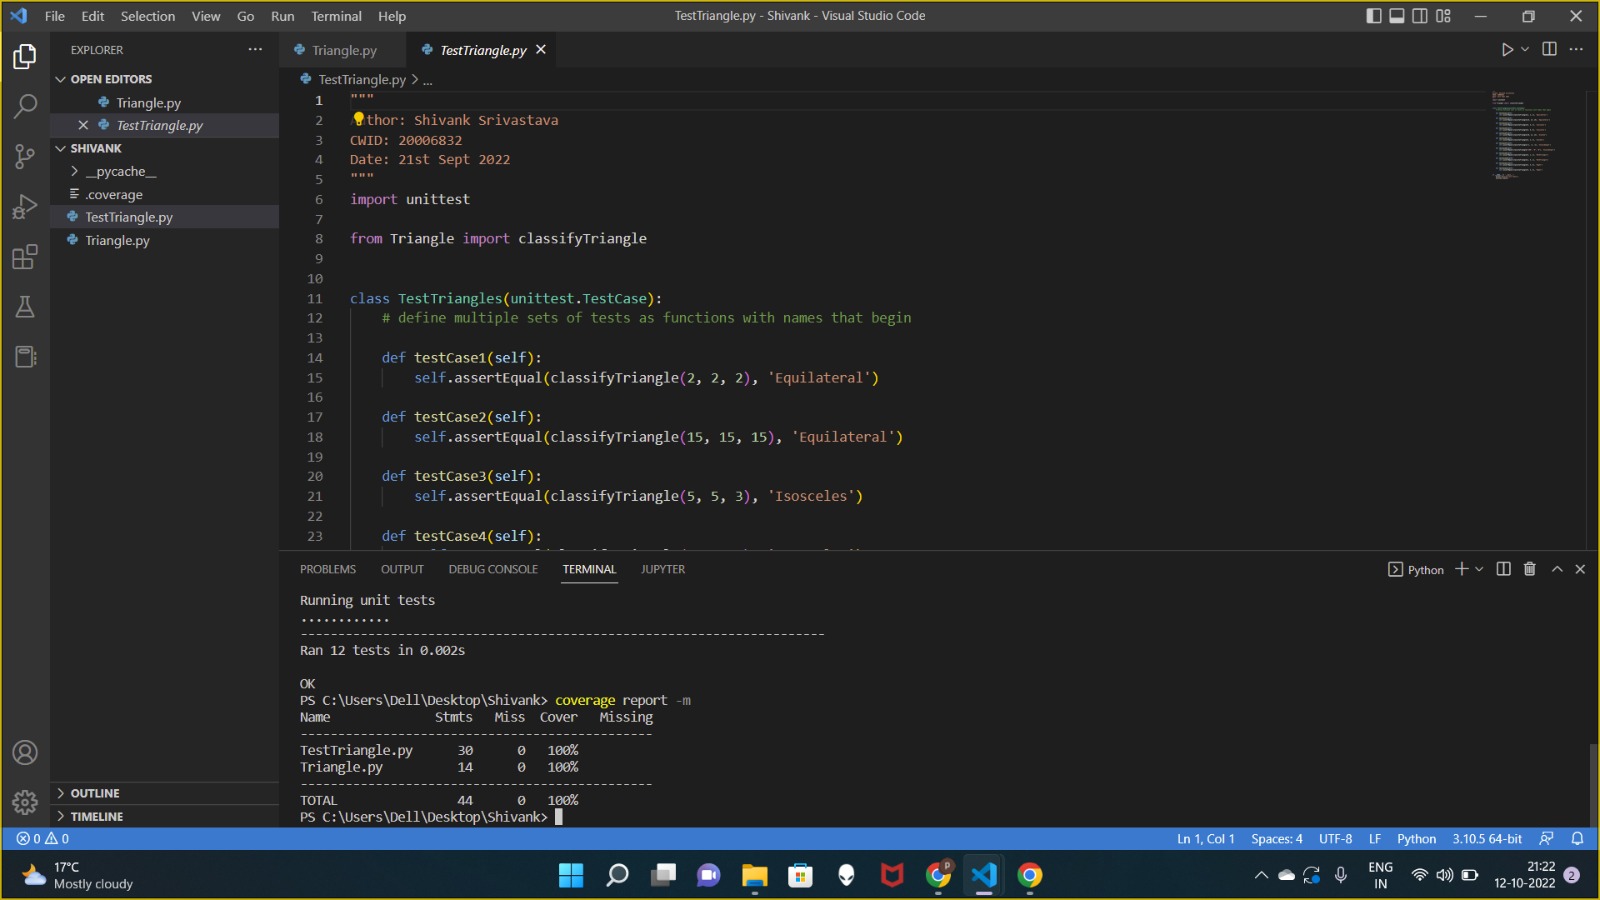 File Edit Selection View Go Run Terminal Help
TestTriangle.py - Shivank - Visual Studio Code
EXPLORER
OPEN EDITORS
Triangle.py
TestTriangle.py
SHIVANK
__pycache__
.coverage
TestTriangle.py
Triangle.py
OUTLINE
TIMELINE
Triangle.py
TestTriangle.py
TestTriangle.py > ...
1 """
2 thor: Shivank Srivastava
3 CWID: 20006832
4 Date: 21st Sept 2022
5 """
6 import unittest
7
8 from Triangle import classifyTriangle
9
10
11 class TestTriangles(unittest.TestCase):
12 # define multiple sets of tests as functions with names that begin
13
14 def testCase1(self):
15 self.assertEqual(classifyTriangle(2, 2, 2), 'Equilateral')
16
17 def testCase2(self):
18 self.assertEqual(classifyTriangle(15, 15, 15), 'Equilateral')
19
20 def testCase3(self):
21 self.assertEqual(classifyTriangle(5, 5, 3), 'Isosceles')
22
23 def testCase4(self):
PROBLEMS OUTPUT DEBUG CONSOLE TERMINAL JUPYTER
Python
Running unit tests
............
----------------------------------------------------------------------
Ran 12 tests in 0.002s
OK
PS C:\Users\Dell\Desktop\Shivank> coverage report -m
Name Stmts Miss Cover Missing
-----------------------------------------------
TestTriangle.py 30 0 100%
Triangle.py 14 0 100%
-----------------------------------------------
TOTAL 44 0 100%
PS C:\Users\Dell\Desktop\Shivank>
0 0
Ln 1, Col 1 Spaces: 4 UTF-8 LF Python 3.10.5 64-bit
17°C
Mostly cloudy
P
ENG
IN
21:22
12-10-2022
2